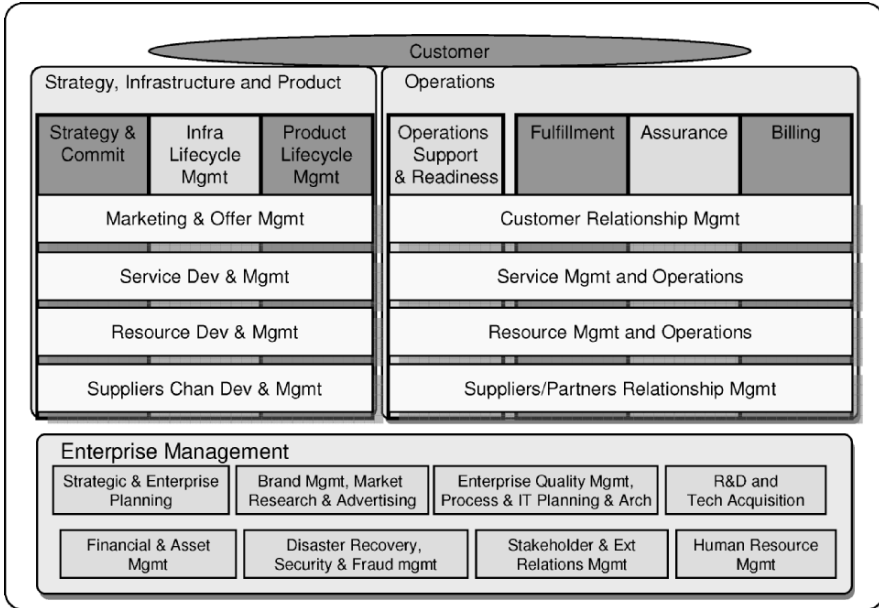 Customer
Strategy, Infrastructure and Product
Strategy &
Commit
Infra
Lifecycle
Mgmt
Product
Lifecycle
Mgmt
Marketing & Offer Mgmt
Service Dev & Mgmt
Resource Dev & Mgmt
Suppliers Chan Dev & Mgmt
Operations
Operations
Support
& Readiness
Fulfillment
Assurance
Billing
Customer Relationship Mgmt
Service Mgmt and Operations
Resource Mgmt and Operations
Suppliers/Partners Relationship Mgmt
Enterprise Management
Strategic & Enterprise
Planning
Brand Mgmt, Market
Research & Advertising
Enterprise Quality Mgmt,
Process & IT Planning & Arch
R&D and
Tech Acquisition
Financial & Asset
Mgmt
Disaster Recovery,
Security & Fraud mgmt
Stakeholder & Ext
Relations Mgmt
Human Resource
Mgmt